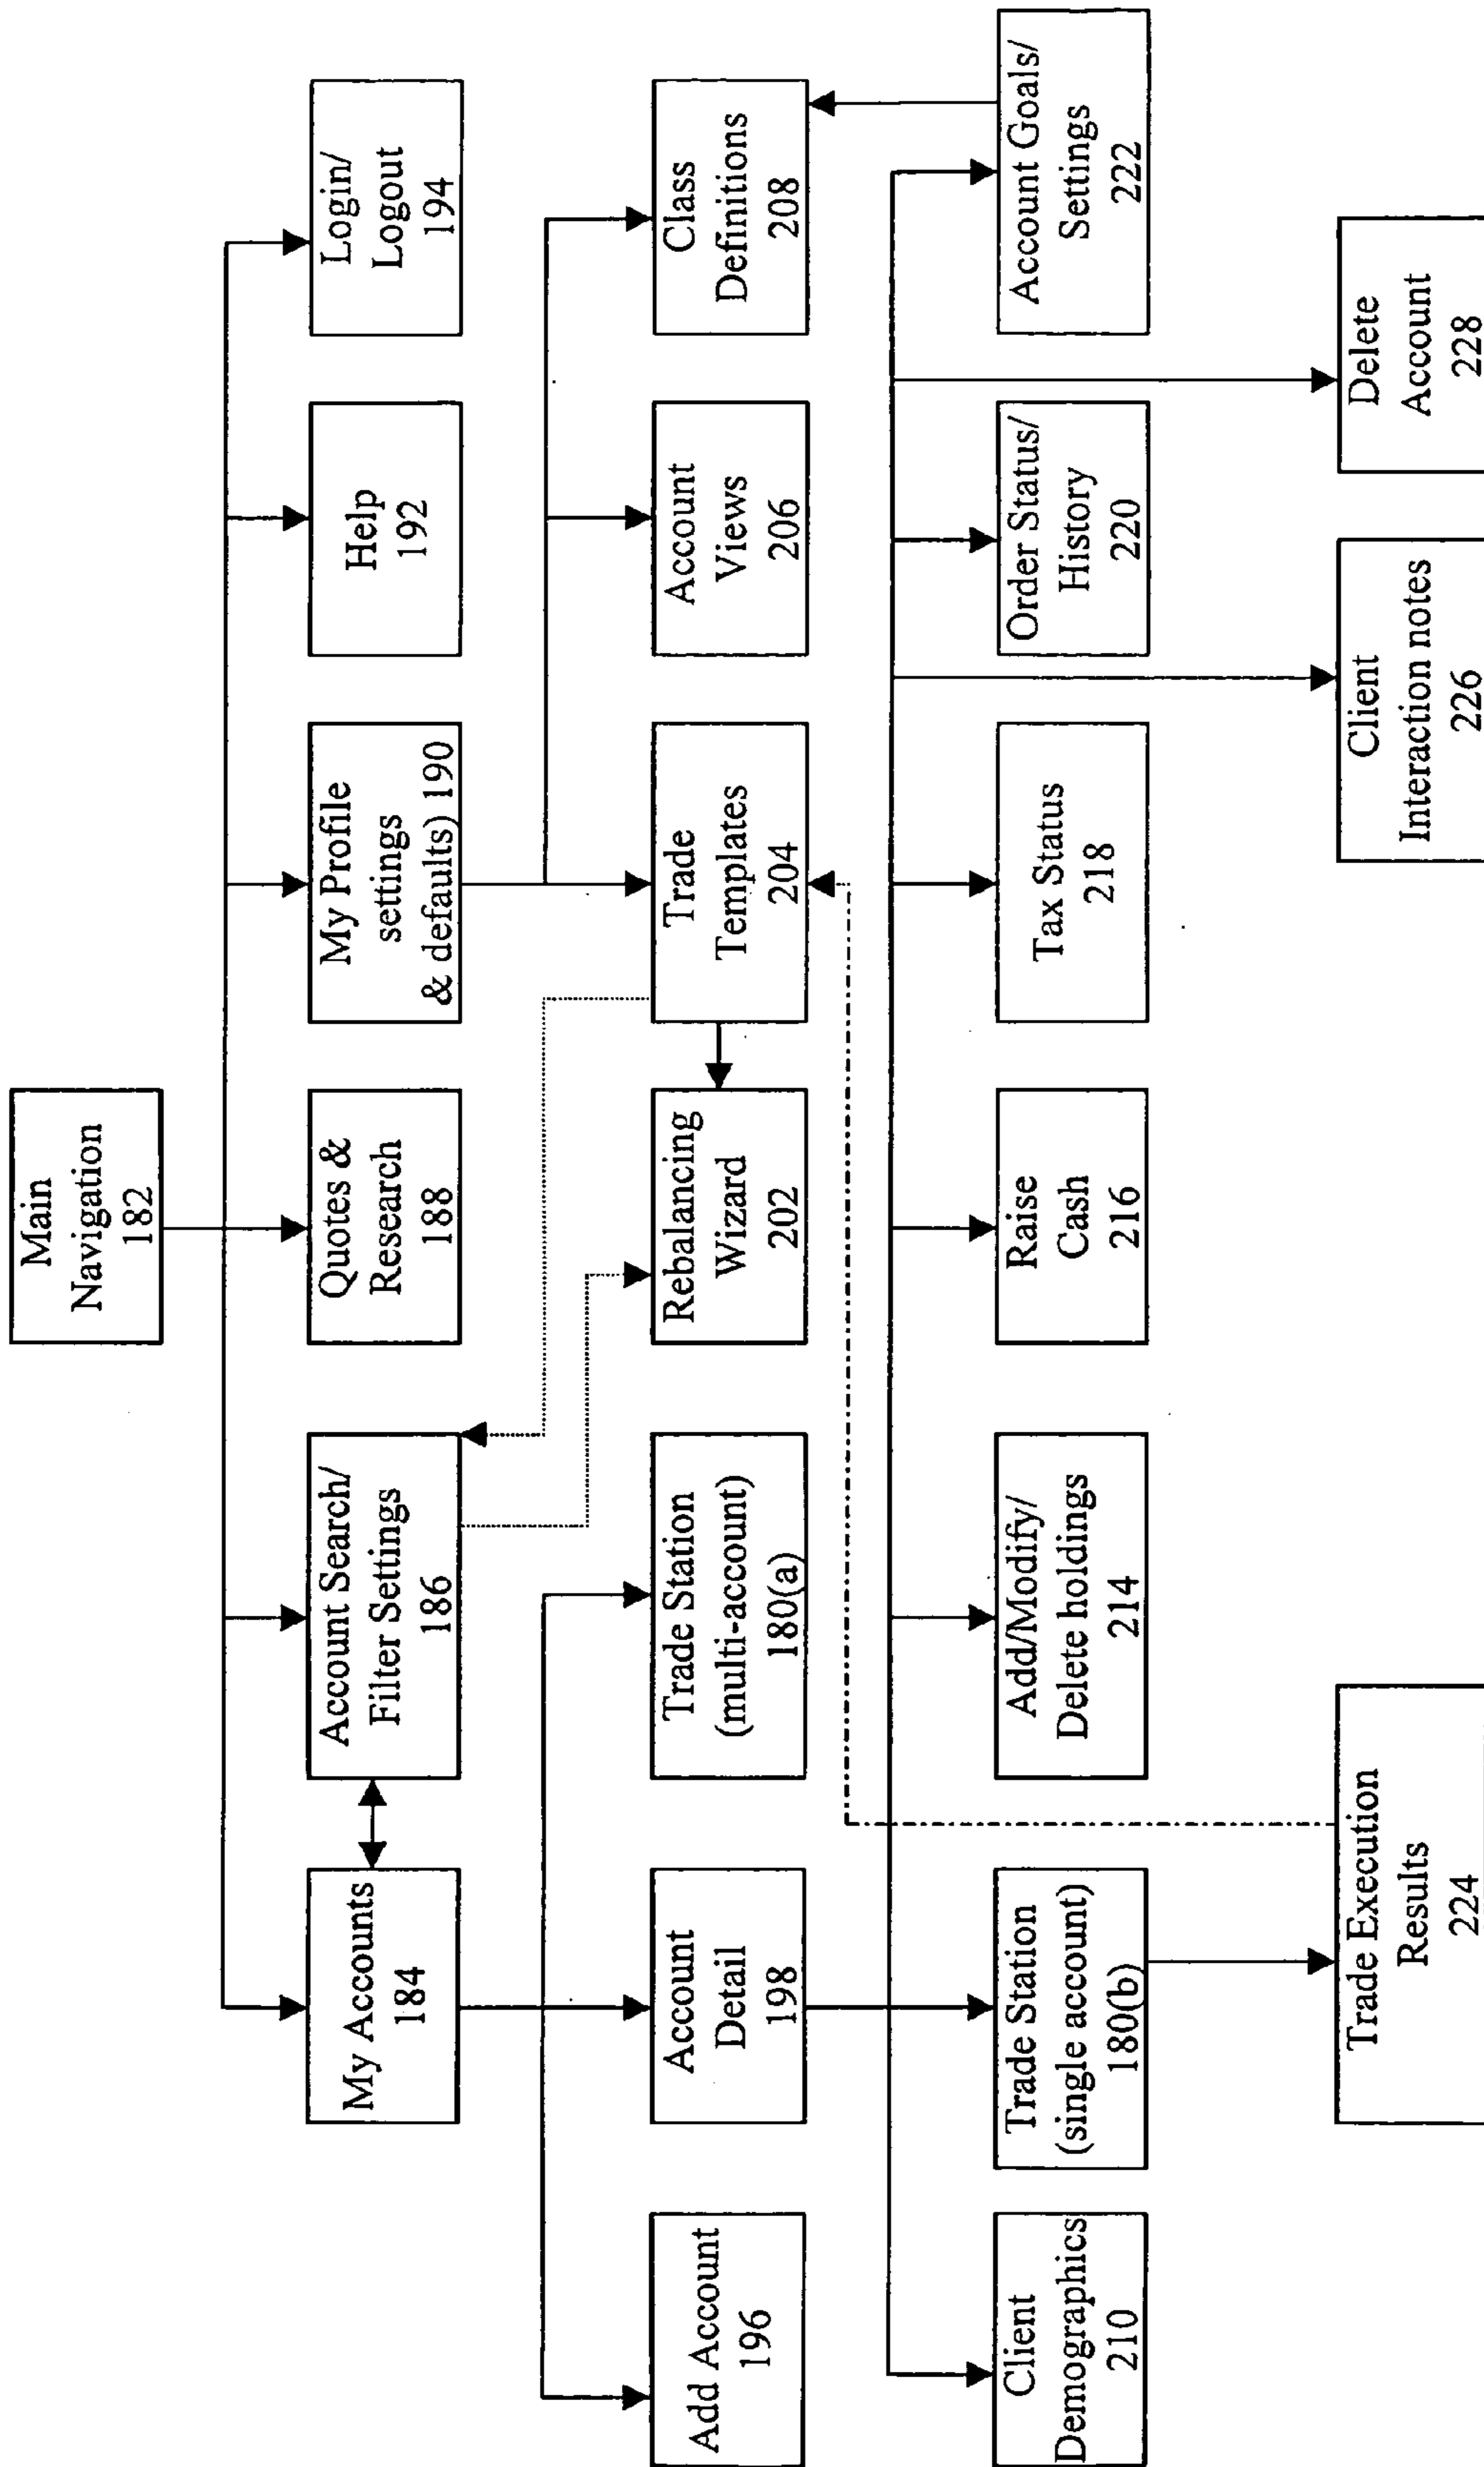 Main
Navigation
182
My Accounts
184
Account Search/
Filter Settings
186
Quotes &
Research
188
My Profile
settings
& defaults) 190
Help
192
Login/
Logout
194
Add Account
196
Account
Detail
198
Trade Station
(multi-account)
180(a)
Rebalancing
Wizard
202
Trade
Templates
204
Account
Views
206
Class
Definitions
208
Client
Demographics
210
Trade Station
(single account)
180(b)
Add/Modify/
Delete holdings
214
Raise
Cash
216
Tax Status
218
Order Status/
History
220
Account Goals/
Settings
222
Trade Execution
Results
224
Client
Interaction notes
226
Delete
Account
228